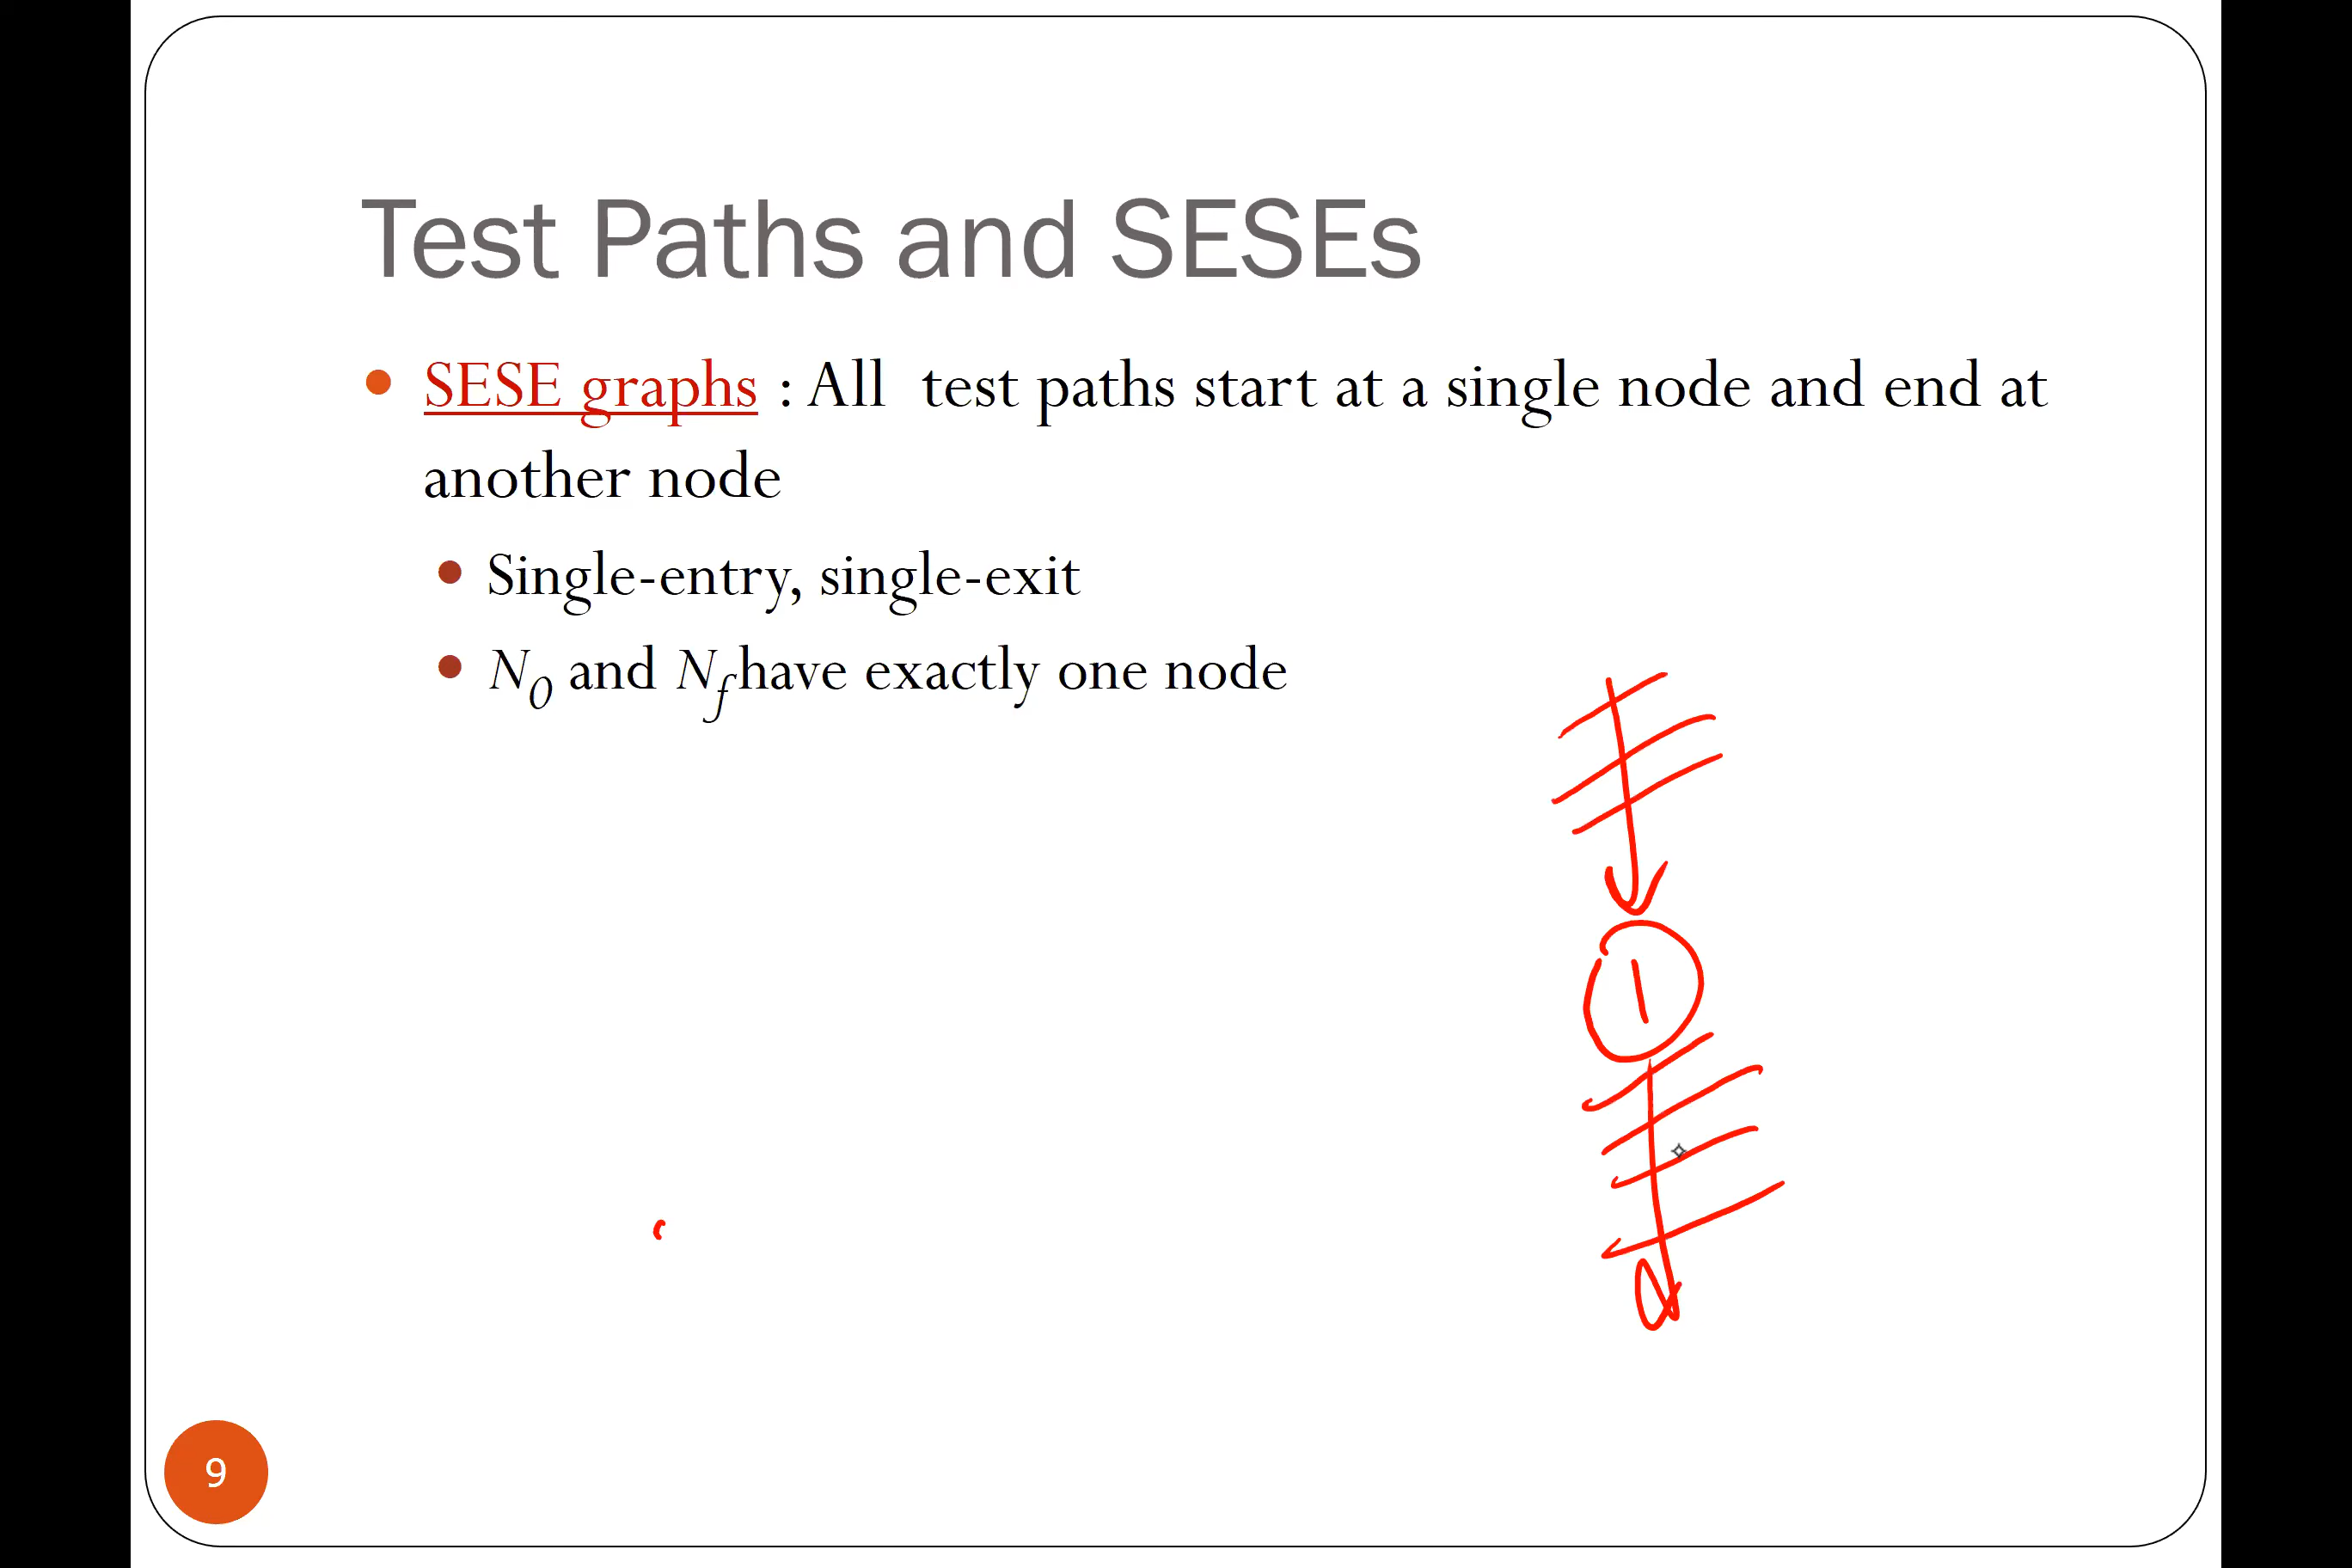 Test Paths and SESEs
SESE graphs : All test paths start at a single node and end at
another node
Single-entry, single-exit
N0 and Nf have exactly one node
1
9